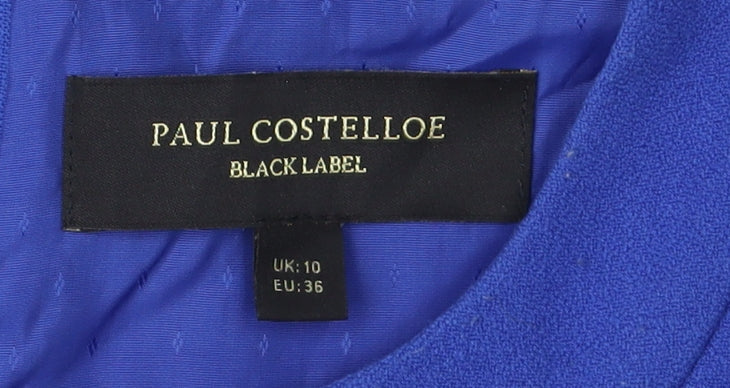 PAUL COSTELLOE
BLACK LABEL
UK: 10
EU: 36